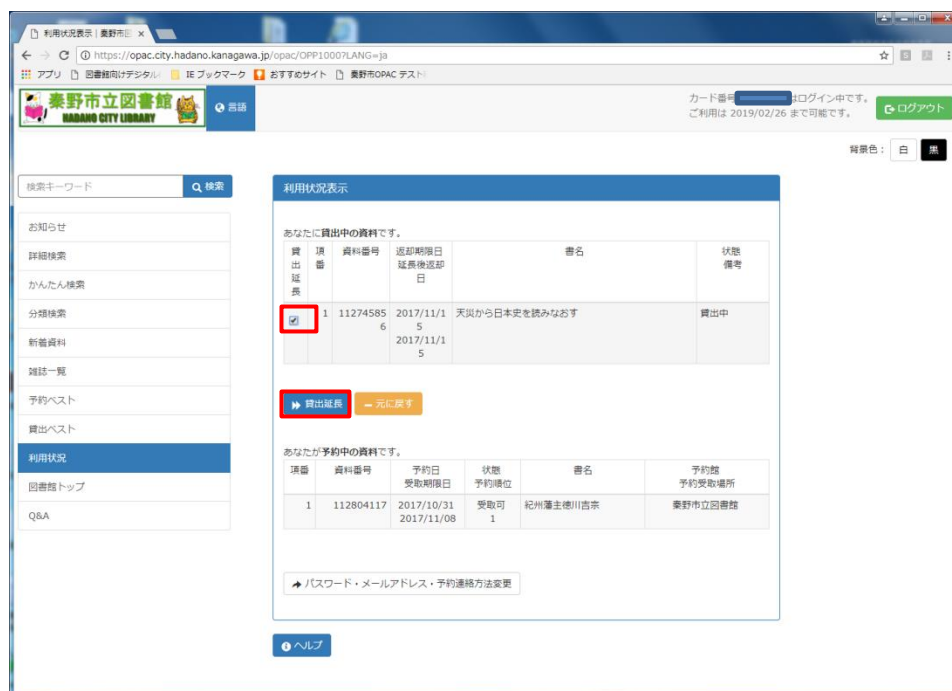 利用状況表示 | 秦野市
https://opac.city.hadano.kanagawa.jp/opac/OPP1000?LANG=ja
アプリ 図書館向けデジタル IE ブックマーク おすすめサイト 秦野市OPAC テスト
秦野市立図書館
HADANO CITY LIBRARY
言語
カード番号 はログイン中です。
ご利用は 2019/02/26 まで可能です。
ログアウト
背景色： 白 黒
検索キーワード 検索
お知らせ
詳細検索
かんたん検索
分類検索
新着資料
雑誌一覧
予約ベスト
貸出ベスト
利用状況
図書館トップ
Q&A
利用状況表示
あなたに貸出中の資料です。
貸出延長 項番 資料番号 返却期限日 延長後返却日 書名 状態 備考
1 112745856 2017/11/15 2017/11/15 天災から日本史を読みなおす 貸出中
貸出延長 元に戻す
あなたが予約中の資料です。
項番 資料番号 予約日 状態 書名 予約館
受取期限日 予約順位 予約受取場所
1 112804117 2017/10/31 受取可 紀州藩主徳川吉宗 秦野市立図書館
2017/11/08 1
パスワード・メールアドレス・予約連絡方法変更
ヘルプ